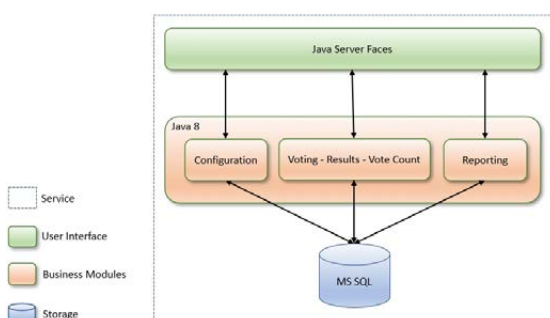 Java Server Faces
Java 8
Configuration
Voting - Results - Vote Count
Reporting
Service
User Interface
Business Modules
MS SQL
Storage